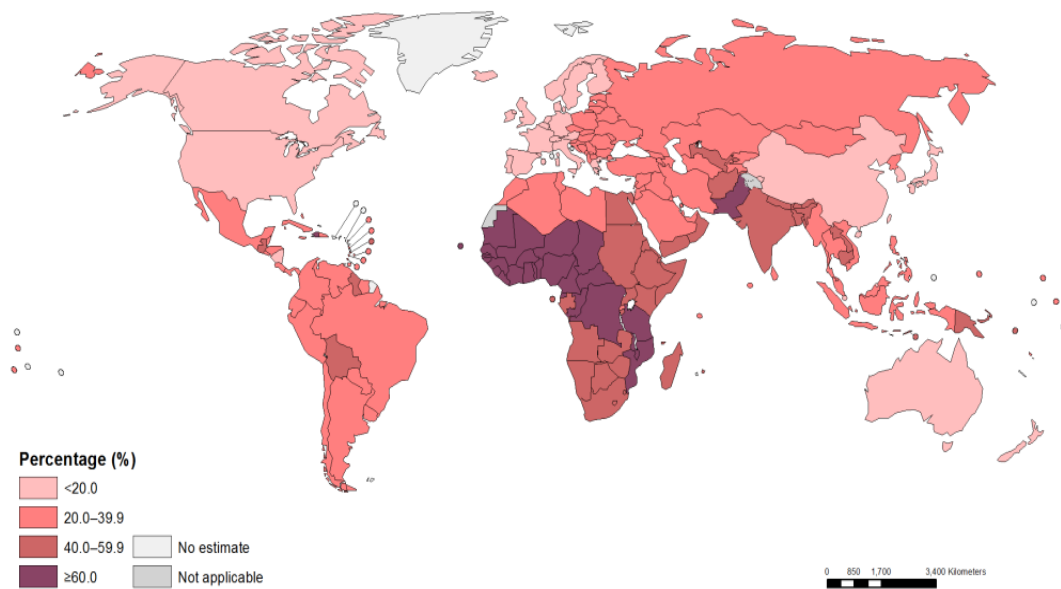 Percentage (%)
<20.0
20.0–39.9
40.0–59.9
≥60.0
No estimate
Not applicable
0 850 1,700 3,400 Kilometers